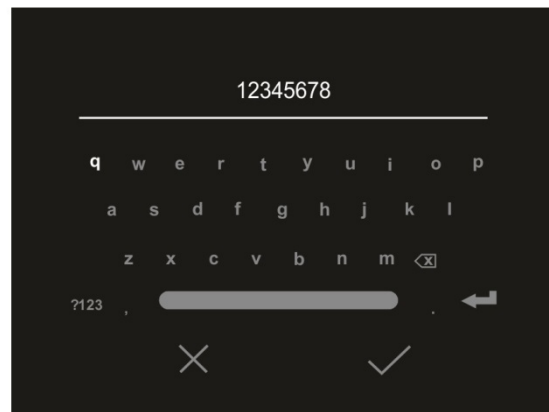 12345678
q w e r t y u i o p
a s d f g h j k l
z x c v b n m
?123 , .